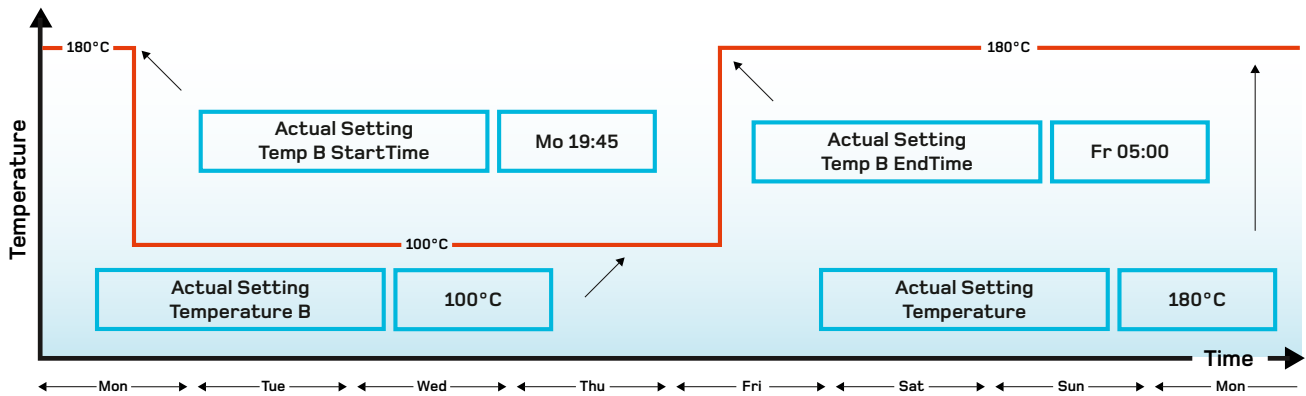 180°C
180°C
Actual Setting
Temp B StartTime
Mo 19:45
Actual Setting
Temp B EndTime
Fr 05:00
Temperature
100°C
Actual Setting
Temperature B
100°C
Actual Setting
Temperature
180°C
Time
Mon
Tue
Wed
Thu
Fri
Sat
Sun
Mon